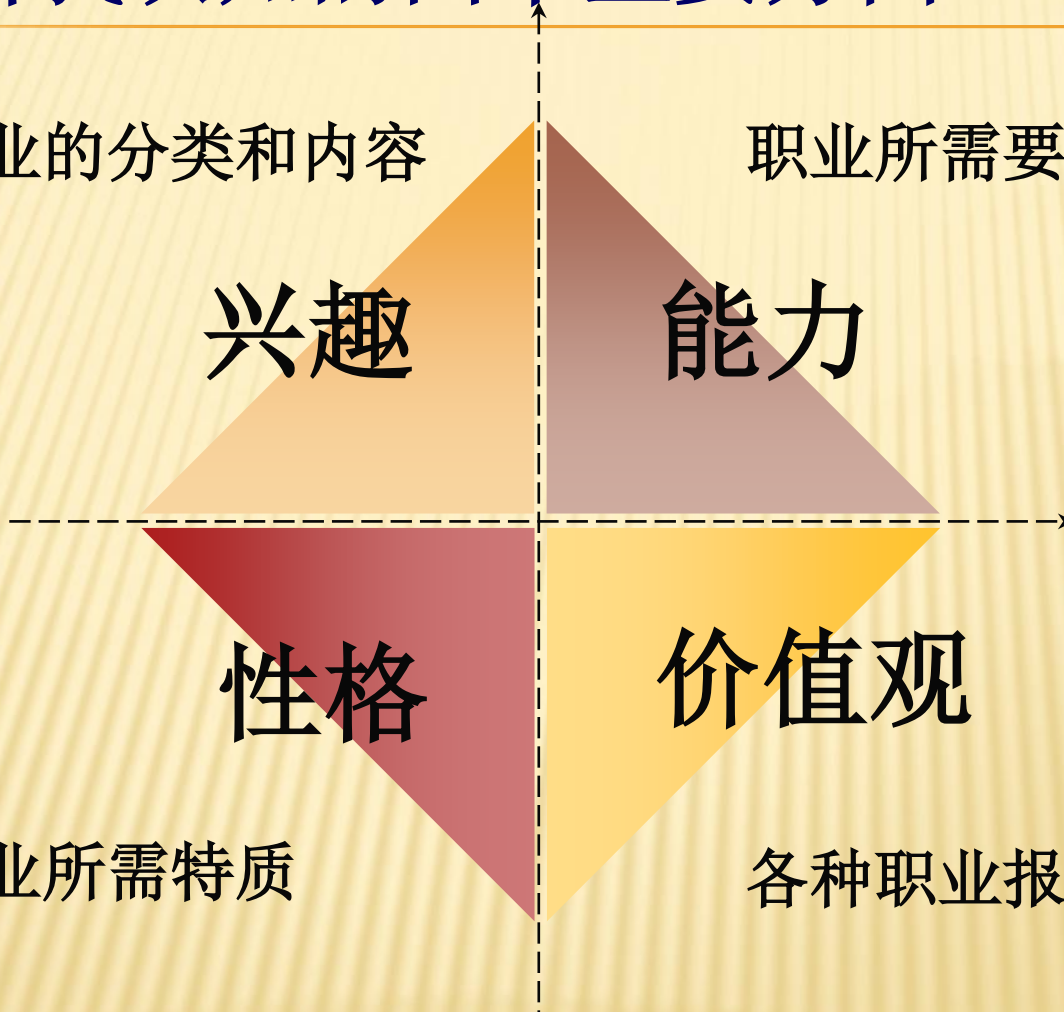 业的分类和内容
职业所需要
兴趣
能力
性格
价值观
业所需特质
各种职业报